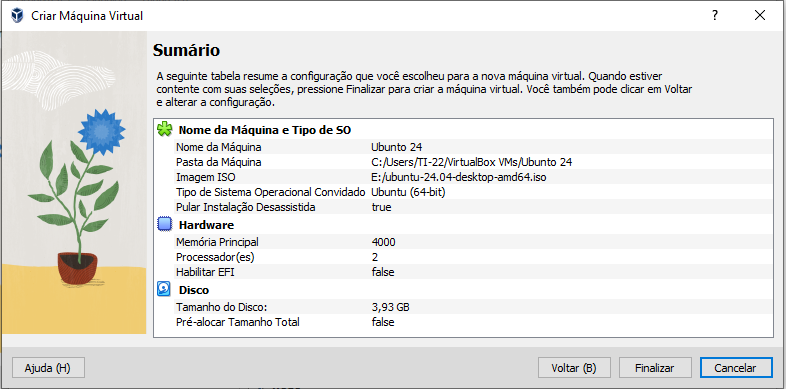 Criar Máquina Virtual
Sumário
A seguinte tabela resume a configuração que você escolheu para a nova máquina virtual. Quando estiver
contente com suas seleções, pressione Finalizar para criar a máquina virtual. Você também pode clicar em Voltar
e alterar a configuração.
Nome da Máquina e Tipo de SO
Nome da Máquina Ubunto 24
Pasta da Máquina C:/Users/TI-22/VirtualBox VMs/Ubunto 24
Imagem ISO E:/ubuntu-24.04-desktop-amd64.iso
Tipo de Sistema Operacional Convidado Ubuntu (64-bit)
Pular Instalação Desassistida true
Hardware
Memória Principal 4000
Processador(es) 2
Habilitar EFI false
Disco
Tamanho do Disco: 3,93 GB
Pré-alocar Tamanho Total false
Ajuda (H) Voltar (B) Finalizar Cancelar